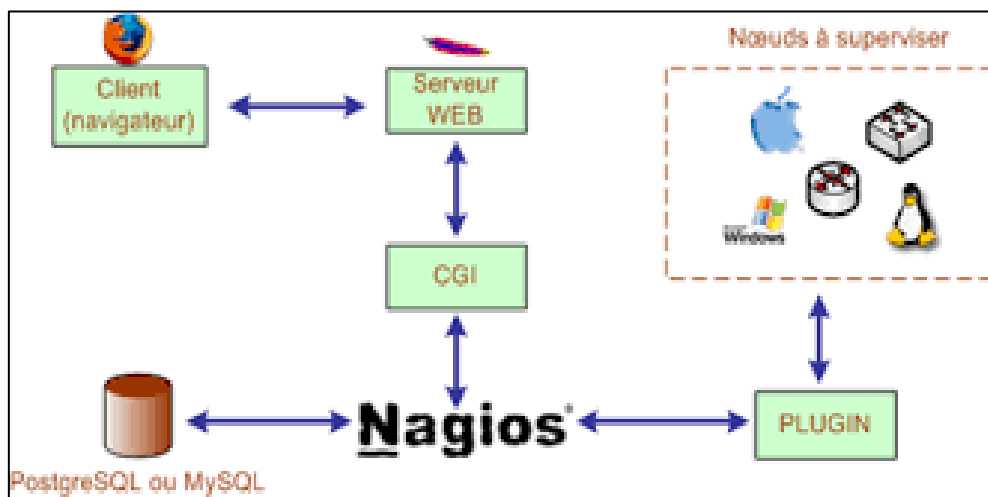 Nœuds à superviser
Client
(navigateur)
Serveur
WEB
Windows
CGI
Nagios
PLUGIN
PostgreSQL ou MySQL